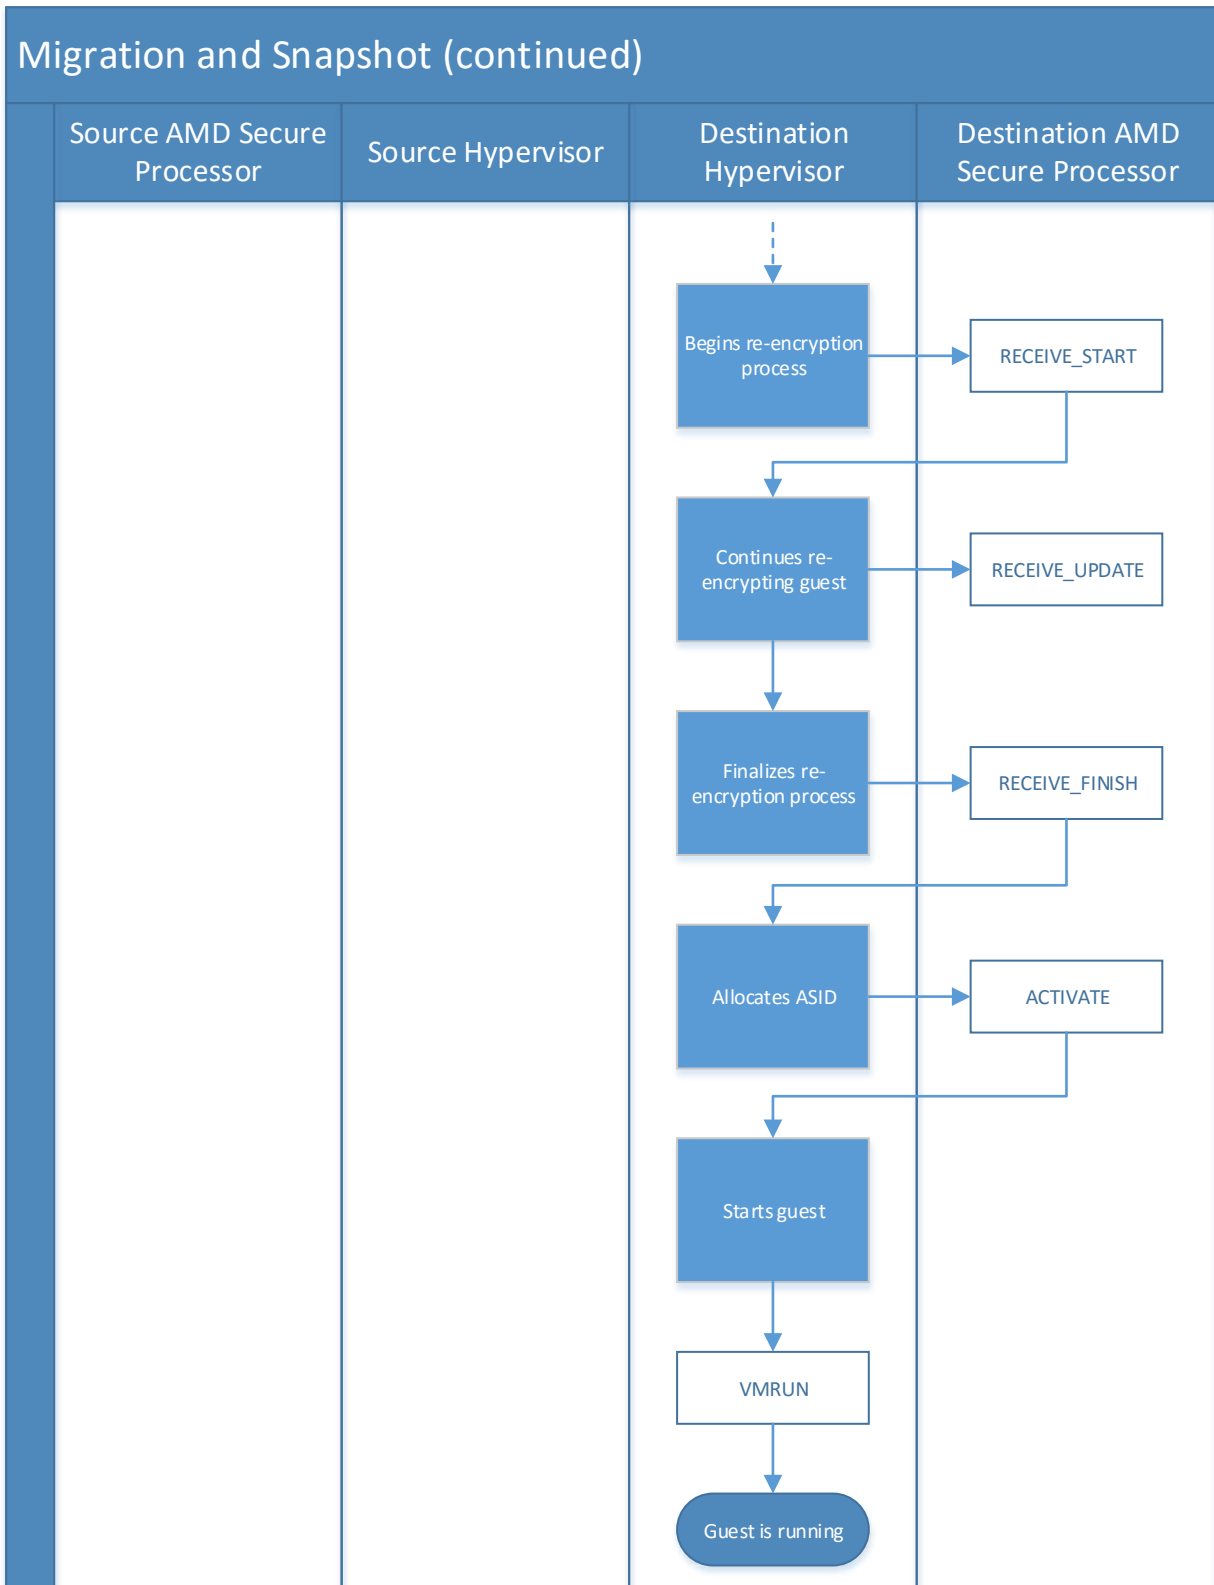 Migration and Snapshot (continued)
Source AMD Secure
Processor
Source Hypervisor
Destination
Hypervisor
Destination AMD
Secure Processor
Begins re-encryption
process
RECEIVE_START
Continues re-
encrypting guest
RECEIVE_UPDATE
Finalizes re-
encryption process
RECEIVE_FINISH
Allocates ASID
ACTIVATE
Starts guest
VMRUN
Guest is running